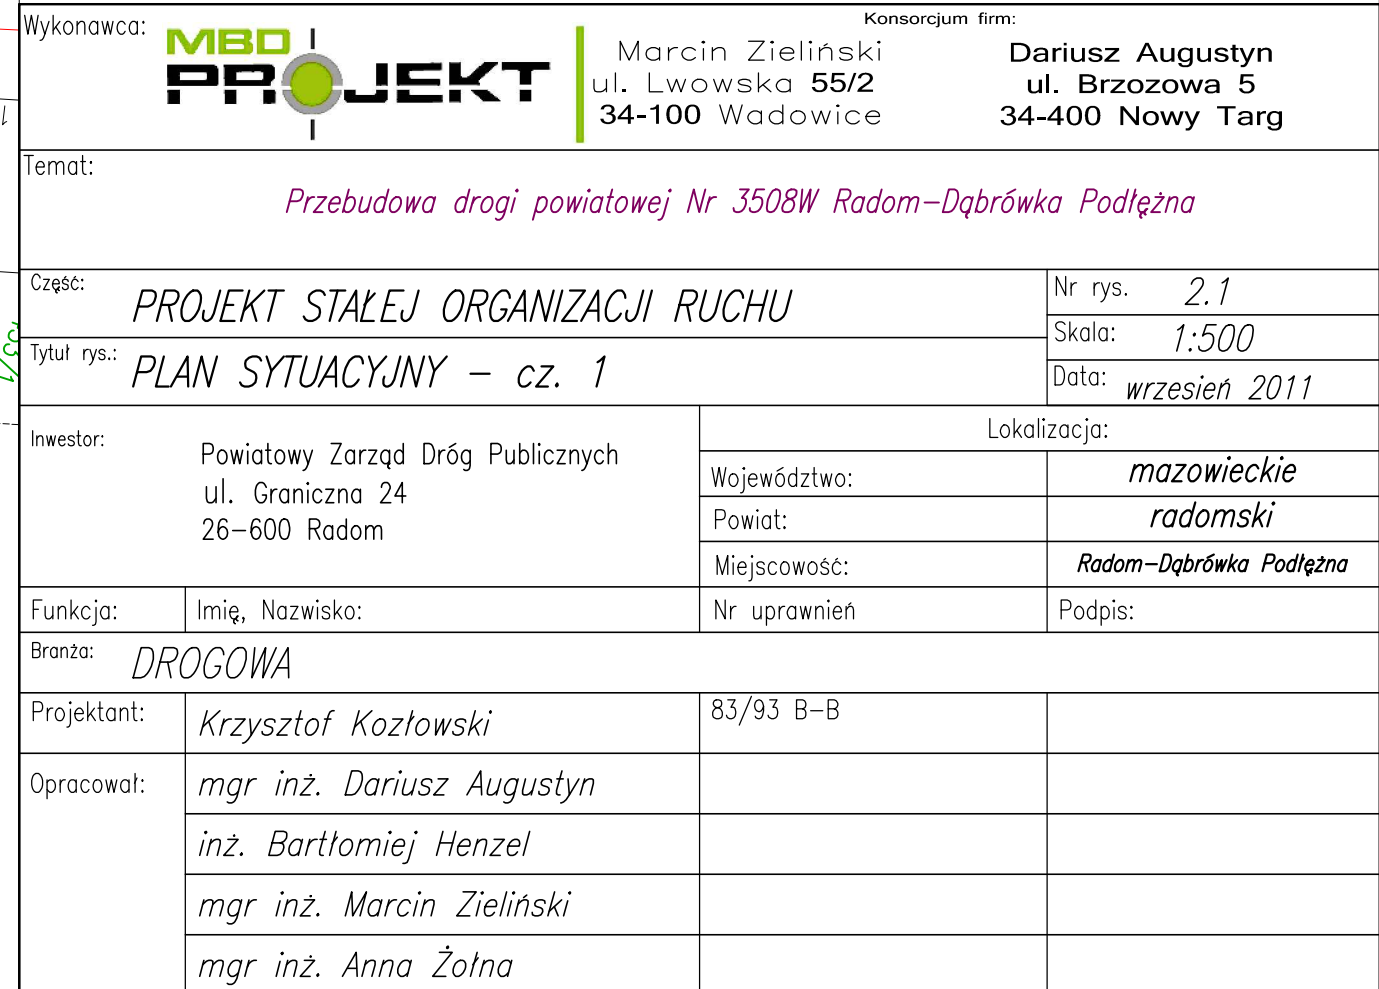 Wykonawca:
MBD
PROJEKT
Konsorcjum firm:
Marcin Zieliński
ul. Lwowska 55/2
34-100 Wadowice
Dariusz Augustyn
ul. Brzozowa 5
34-400 Nowy Targ
Temat:
Przebudowa drogi powiatowej Nr 3508W Radom-Dąbrówka Podłężna
Część:
PROJEKT STAŁEJ ORGANIZACJI RUCHU
Nr rys. 2.1
Skala: 1:500
Tytuł rys.:
PLAN SYTUACYJNY - cz. 1
Data: wrzesień 2011
Inwestor:
Powiatowy Zarząd Dróg Publicznych
ul. Graniczna 24
26-600 Radom
Lokalizacja:
Województwo: mazowieckie
Powiat: radomski
Miejscowość: Radom-Dąbrówka Podłężna
Funkcja: Imię, Nazwisko: Nr uprawnień Podpis:
Branża: DROGOWA
Projektant: Krzysztof Kozłowski 83/93 B-B
Opracował: mgr inż. Dariusz Augustyn
inż. Bartłomiej Henzel
mgr inż. Marcin Zieliński
mgr inż. Anna Żołna